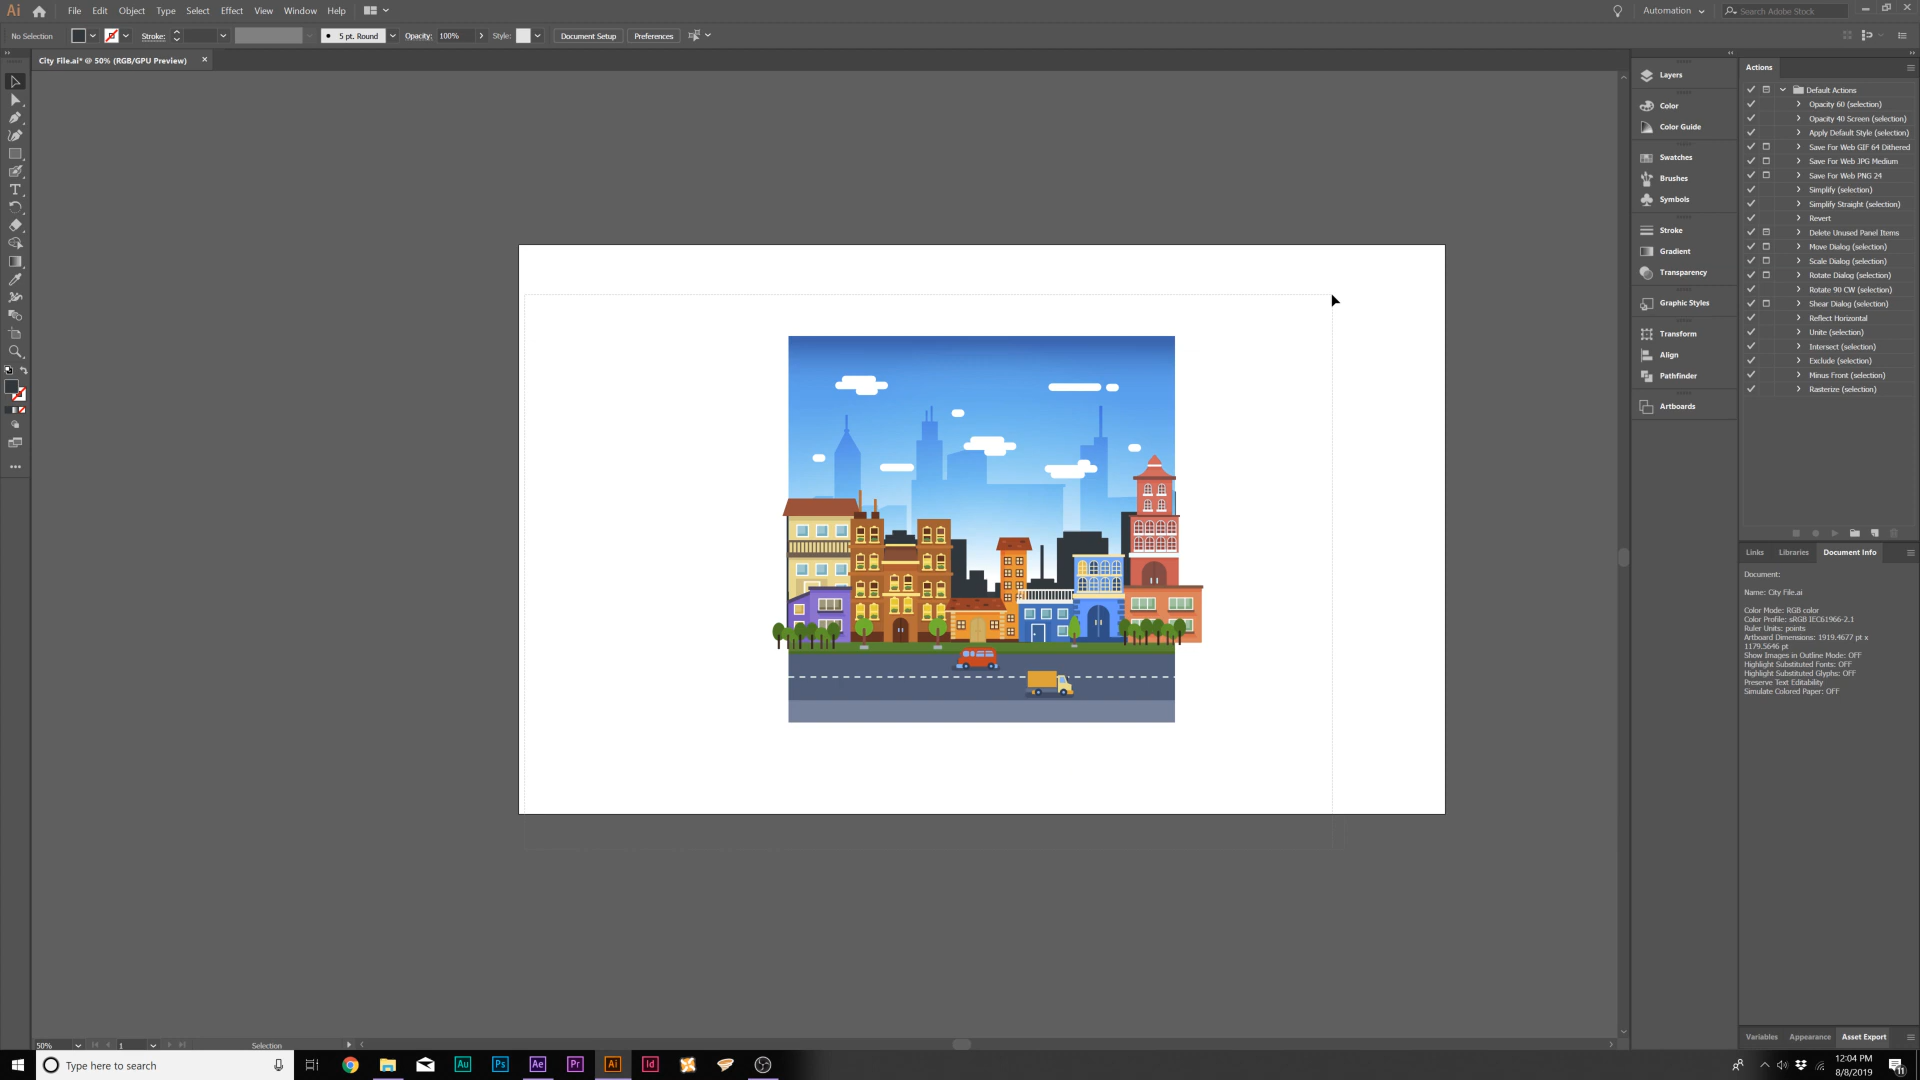 Ai File Edit Object Type Select Effect View Window Help Automation Search Adobe Stock
No Selection Stroke: 5 pt. Round Opacity: 100% Style: Document Setup Preferences
City File.ai* @ 50% (RGB/GPU Preview)
Layers
Color
Color Guide
Swatches
Brushes
Symbols
Stroke
Gradient
Transparency
Graphic Styles
Transform
Align
Pathfinder
Artboards
Actions
Default Actions
Opacity 60 (selection)
Opacity 40 Screen (selection)
Apply Default Style (selection)
Save For Web GIF 64 Dithered
Save For Web JPG Medium
Save For Web PNG 24
Simplify (selection)
Simplify Straight (selection)
Revert
Delete Unused Panel Items
Move Dialog (selection)
Scale Dialog (selection)
Rotate Dialog (selection)
Rotate 90 CW (selection)
Shear Dialog (selection)
Reflect Horizontal
Unite (selection)
Intersect (selection)
Exclude (selection)
Minus Front (selection)
Rasterize (selection)
Links Libraries Document Info
Document:
Name: City File.ai
Color Mode: RGB color
Color Profile: sRGB IEC61966-2.1
Ruler Units: points
Artboard Dimensions: 1919.4677 pt x
1179.5646 pt
Show Images in Outline Mode: OFF
Highlight Substituted Fonts: OFF
Highlight Substituted Glyphs: OFF
Preserve Text Editability
Simulate Colored Paper: OFF
Variables Appearance Asset Export
50% 1 Selection
Type here to search
Au Ps Ae Pr Ai Id
12:04 PM
8/8/2019
11